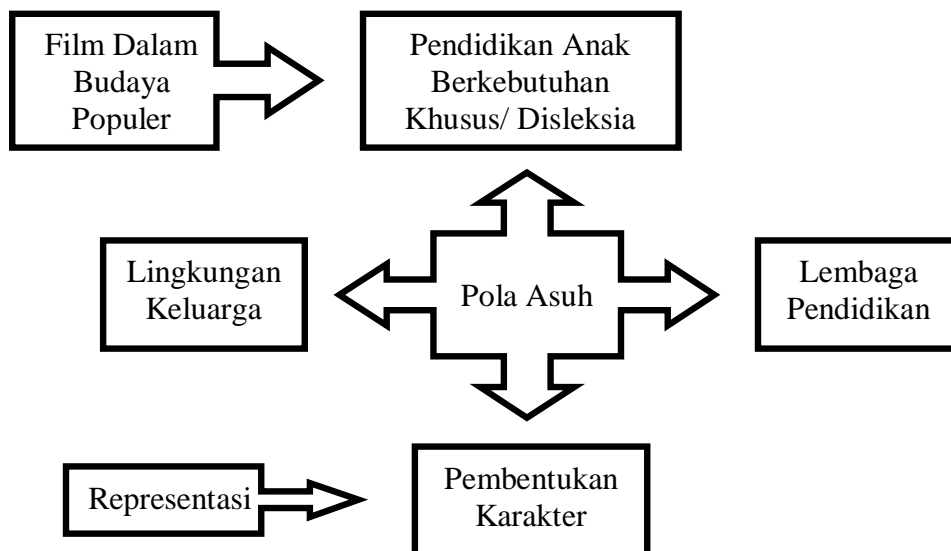 Film Dalam
Budaya
Populer
Pendidikan Anak
Berkebutuhan
Khusus/ Disleksia
Lingkungan
Keluarga
Pola Asuh
Lembaga
Pendidikan
Representasi
Pembentukan
Karakter